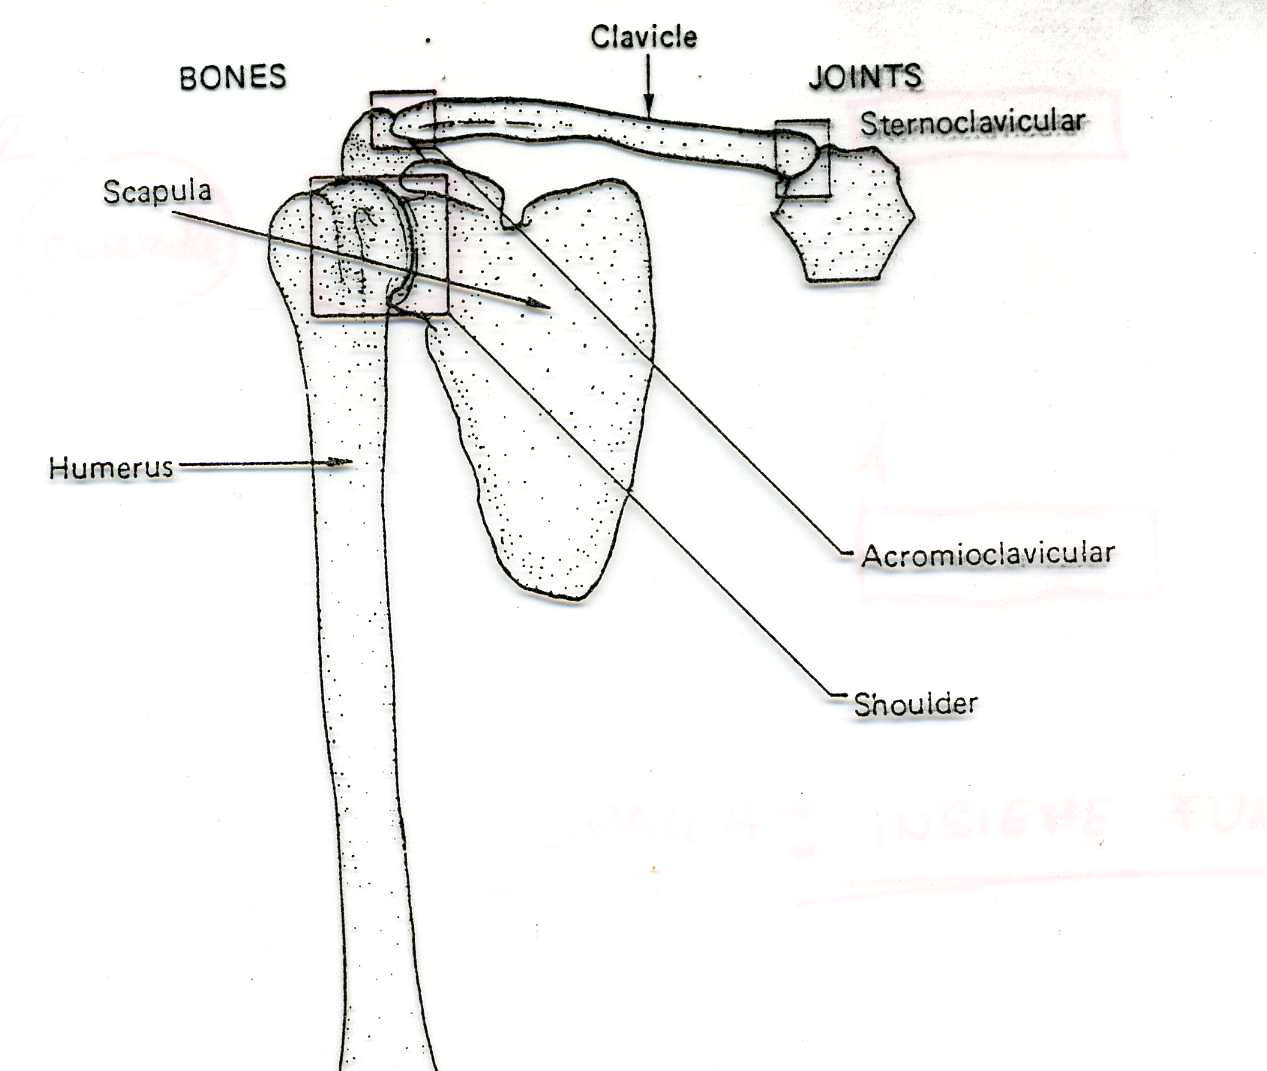 Clavicle
BONES
JOINTS
Sternoclavicular
Scapula
Humerus
Acromioclavicular
Shoulder